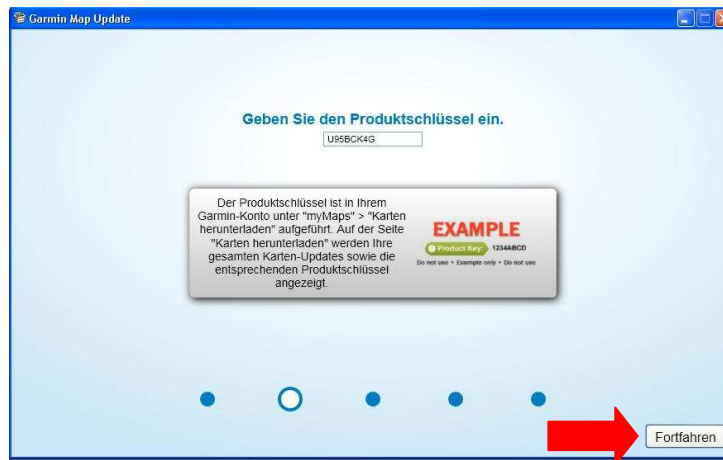 Garmin Map Update
Geben Sie den Produktschlüssel ein.
U95BCK4G
Der Produktschlüssel ist in Ihrem
Garmin-Konto unter "myMaps" > "Karten
herunterladen" aufgeführt. Auf der Seite
"Karten herunterladen" werden Ihre
gesamten Karten-Updates sowie die
entsprechenden Produktschlüssel
angezeigt.
EXAMPLE
Product Key: 1234ABCD
Do not use • Example only • Do not use
Fortfahren